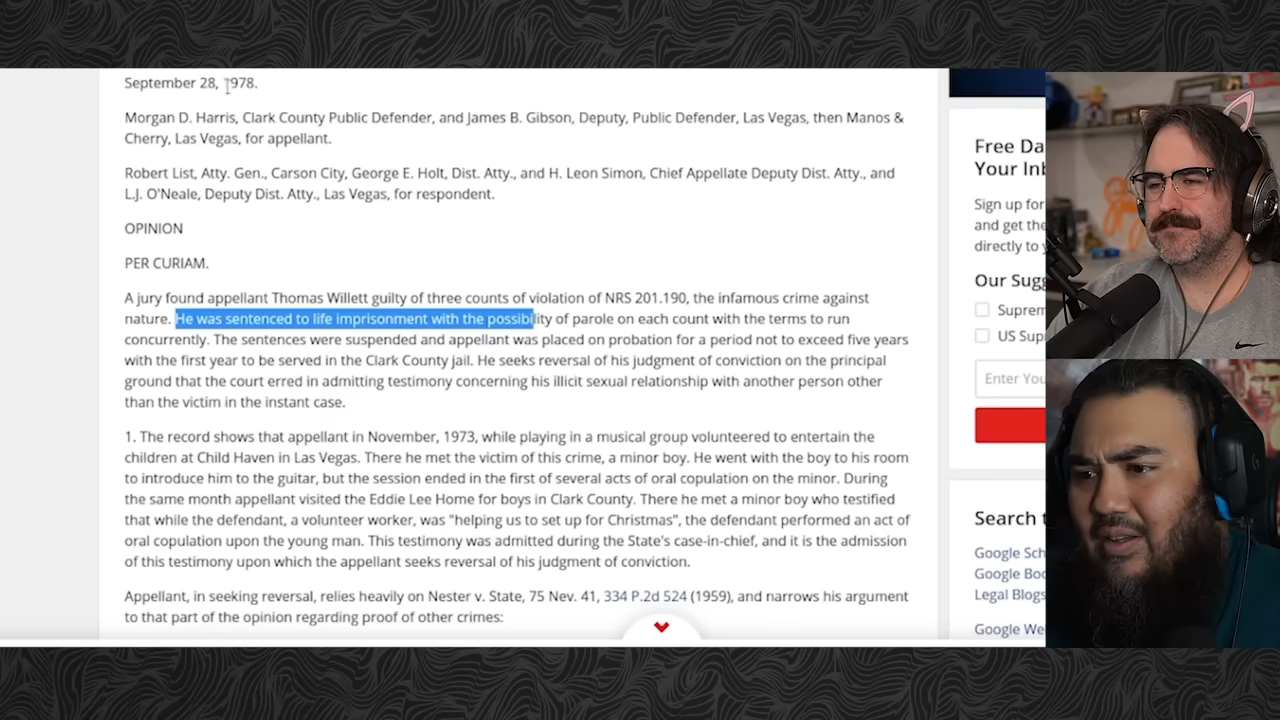 September 28, 1978.
Morgan D. Harris, Clark County Public Defender, and James B. Gibson, Deputy, Public Defender, Las Vegas, then Manos &
Cherry, Las Vegas, for appellant.
Robert List, Atty. Gen., Carson City, George E. Holt, Dist. Atty., and H. Leon Simon, Chief Appellate Deputy Dist. Atty., and
L.J. O'Neale, Deputy Dist. Atty., Las Vegas, for respondent.
OPINION
PER CURIAM.
A jury found appellant Thomas Willett guilty of three counts of violation of NRS 201.190, the infamous crime against
nature. He was sentenced to life imprisonment with the possibility of parole on each count with the terms to run
concurrently. The sentences were suspended and appellant was placed on probation for a period not to exceed five years
with the first year to be served in the Clark County jail. He seeks reversal of his judgment of conviction on the principal
ground that the court erred in admitting testimony concerning his illicit sexual relationship with another person other
than the victim in the instant case.
1. The record shows that appellant in November, 1973, while playing in a musical group volunteered to entertain the
children at Child Haven in Las Vegas. There he met the victim of this crime, a minor boy. He went with the boy to his room
to introduce him to the guitar, but the session ended in the first of several acts of oral copulation on the minor. During
the same month appellant visited the Eddie Lee Home for boys in Clark County. There he met a minor boy who testified
that while the defendant, a volunteer worker, was "helping us to set up for Christmas", the defendant performed an act of
oral copulation upon the young man. This testimony was admitted during the State's case-in-chief, and it is the admission
of this testimony upon which the appellant seeks reversal of his judgment of conviction.
Appellant, in seeking reversal, relies heavily on Nester v. State, 75 Nev. 41, 334 P.2d 524 (1959), and narrows his argument
to that part of the opinion regarding proof of other crimes:
Free Da
Your Inb
Sign up for
and get the
directly to y
Our Sugg
Suprem
US Sup
Enter You
Search t
Google Sch
Google Boo
Legal Blogs
Google We